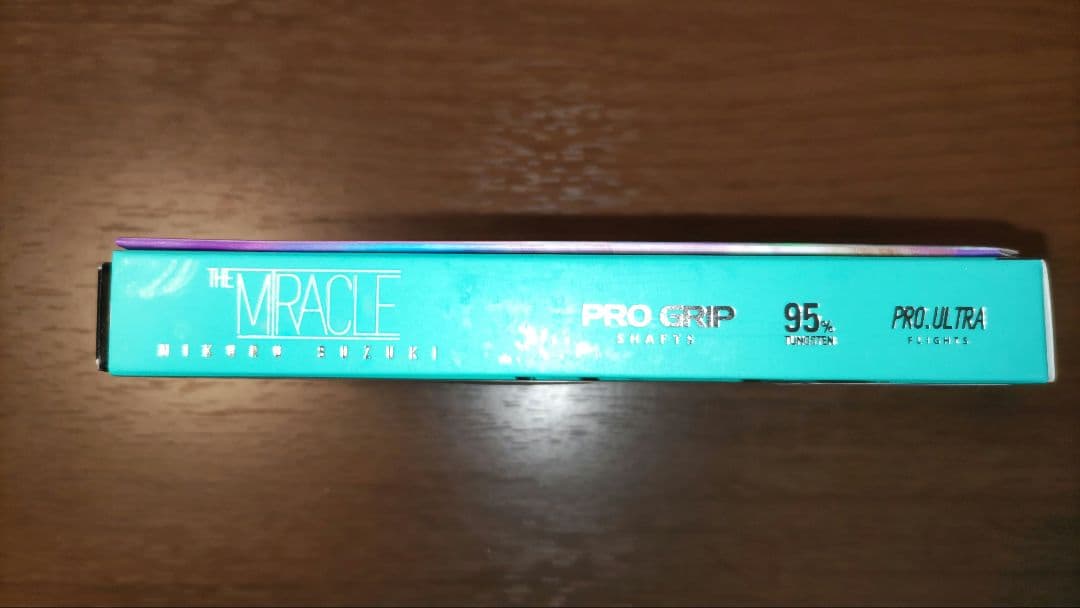 THE MIRACLE
MIKURU SUZUKI
PRO GRIP
SHAFTS
95%
TUNGSTEN
PRO.ULTRA
FLIGHTS